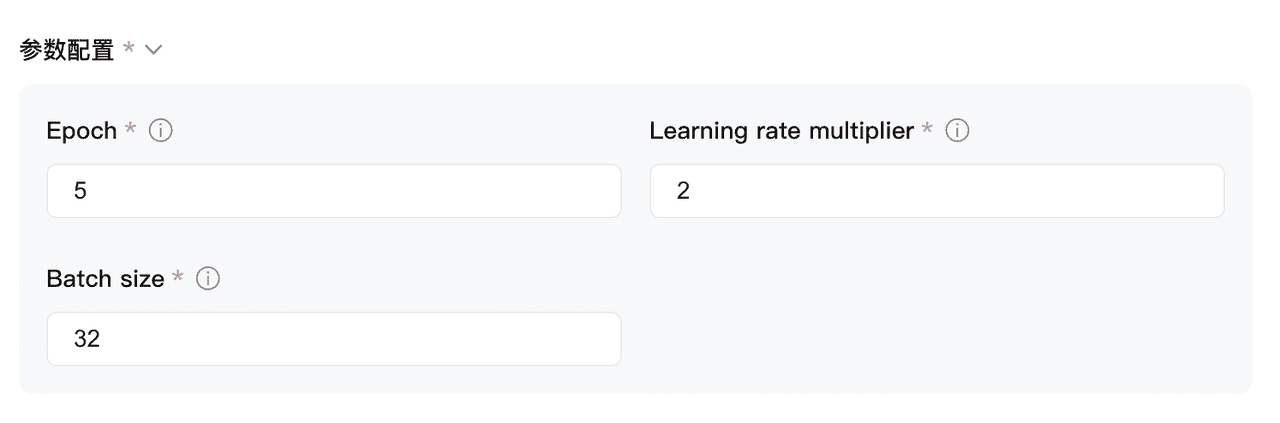 参数配置 *
Epoch * Learning rate multiplier *
5 2
Batch size *
32